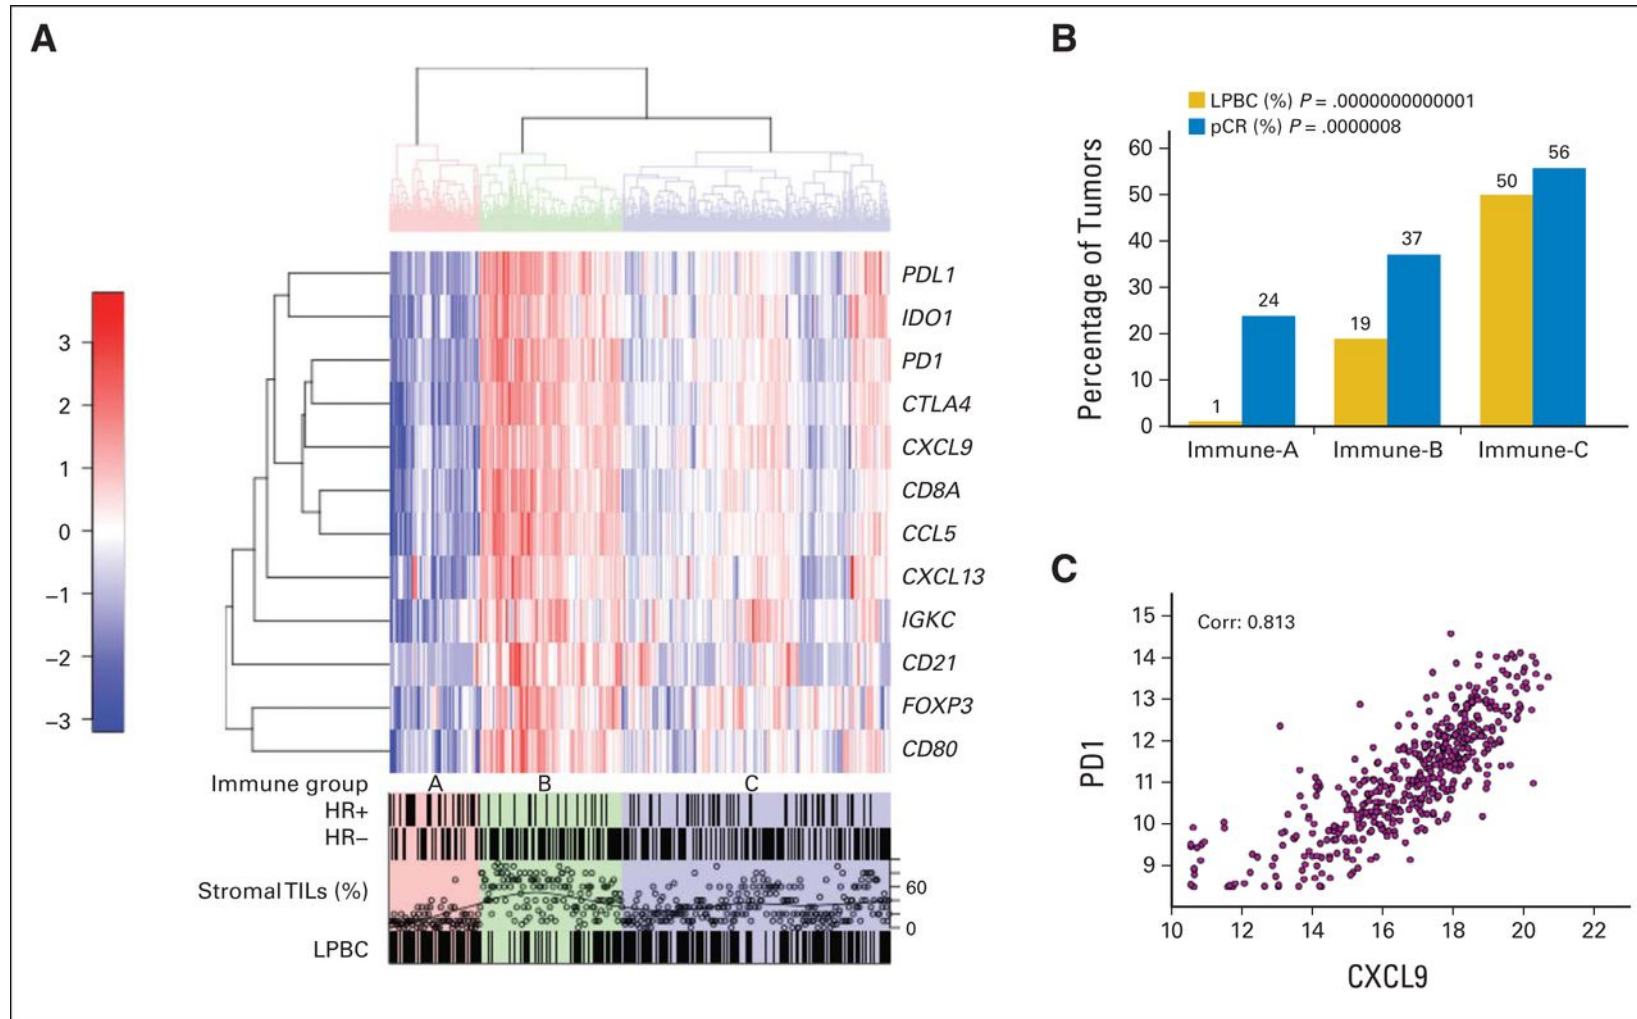 A
3
2
1
0
−1
−2
−3
PDL1
IDO1
PD1
CTLA4
CXCL9
CD8A
CCL5
CXCL13
IGKC
CD21
FOXP3
CD80
Immune group A B C
HR+
HR−
Stromal TILs (%)
60
0
LPBC
B
LPBC (%) P = .0000000000001
pCR (%) P = .0000008
Percentage of Tumors
60
50
40
30
20
10
0
1
24
19
37
50
56
Immune-A Immune-B Immune-C
C
Corr: 0.813
PD1
15
14
13
12
11
10
9
10 12 14 16 18 20 22
CXCL9